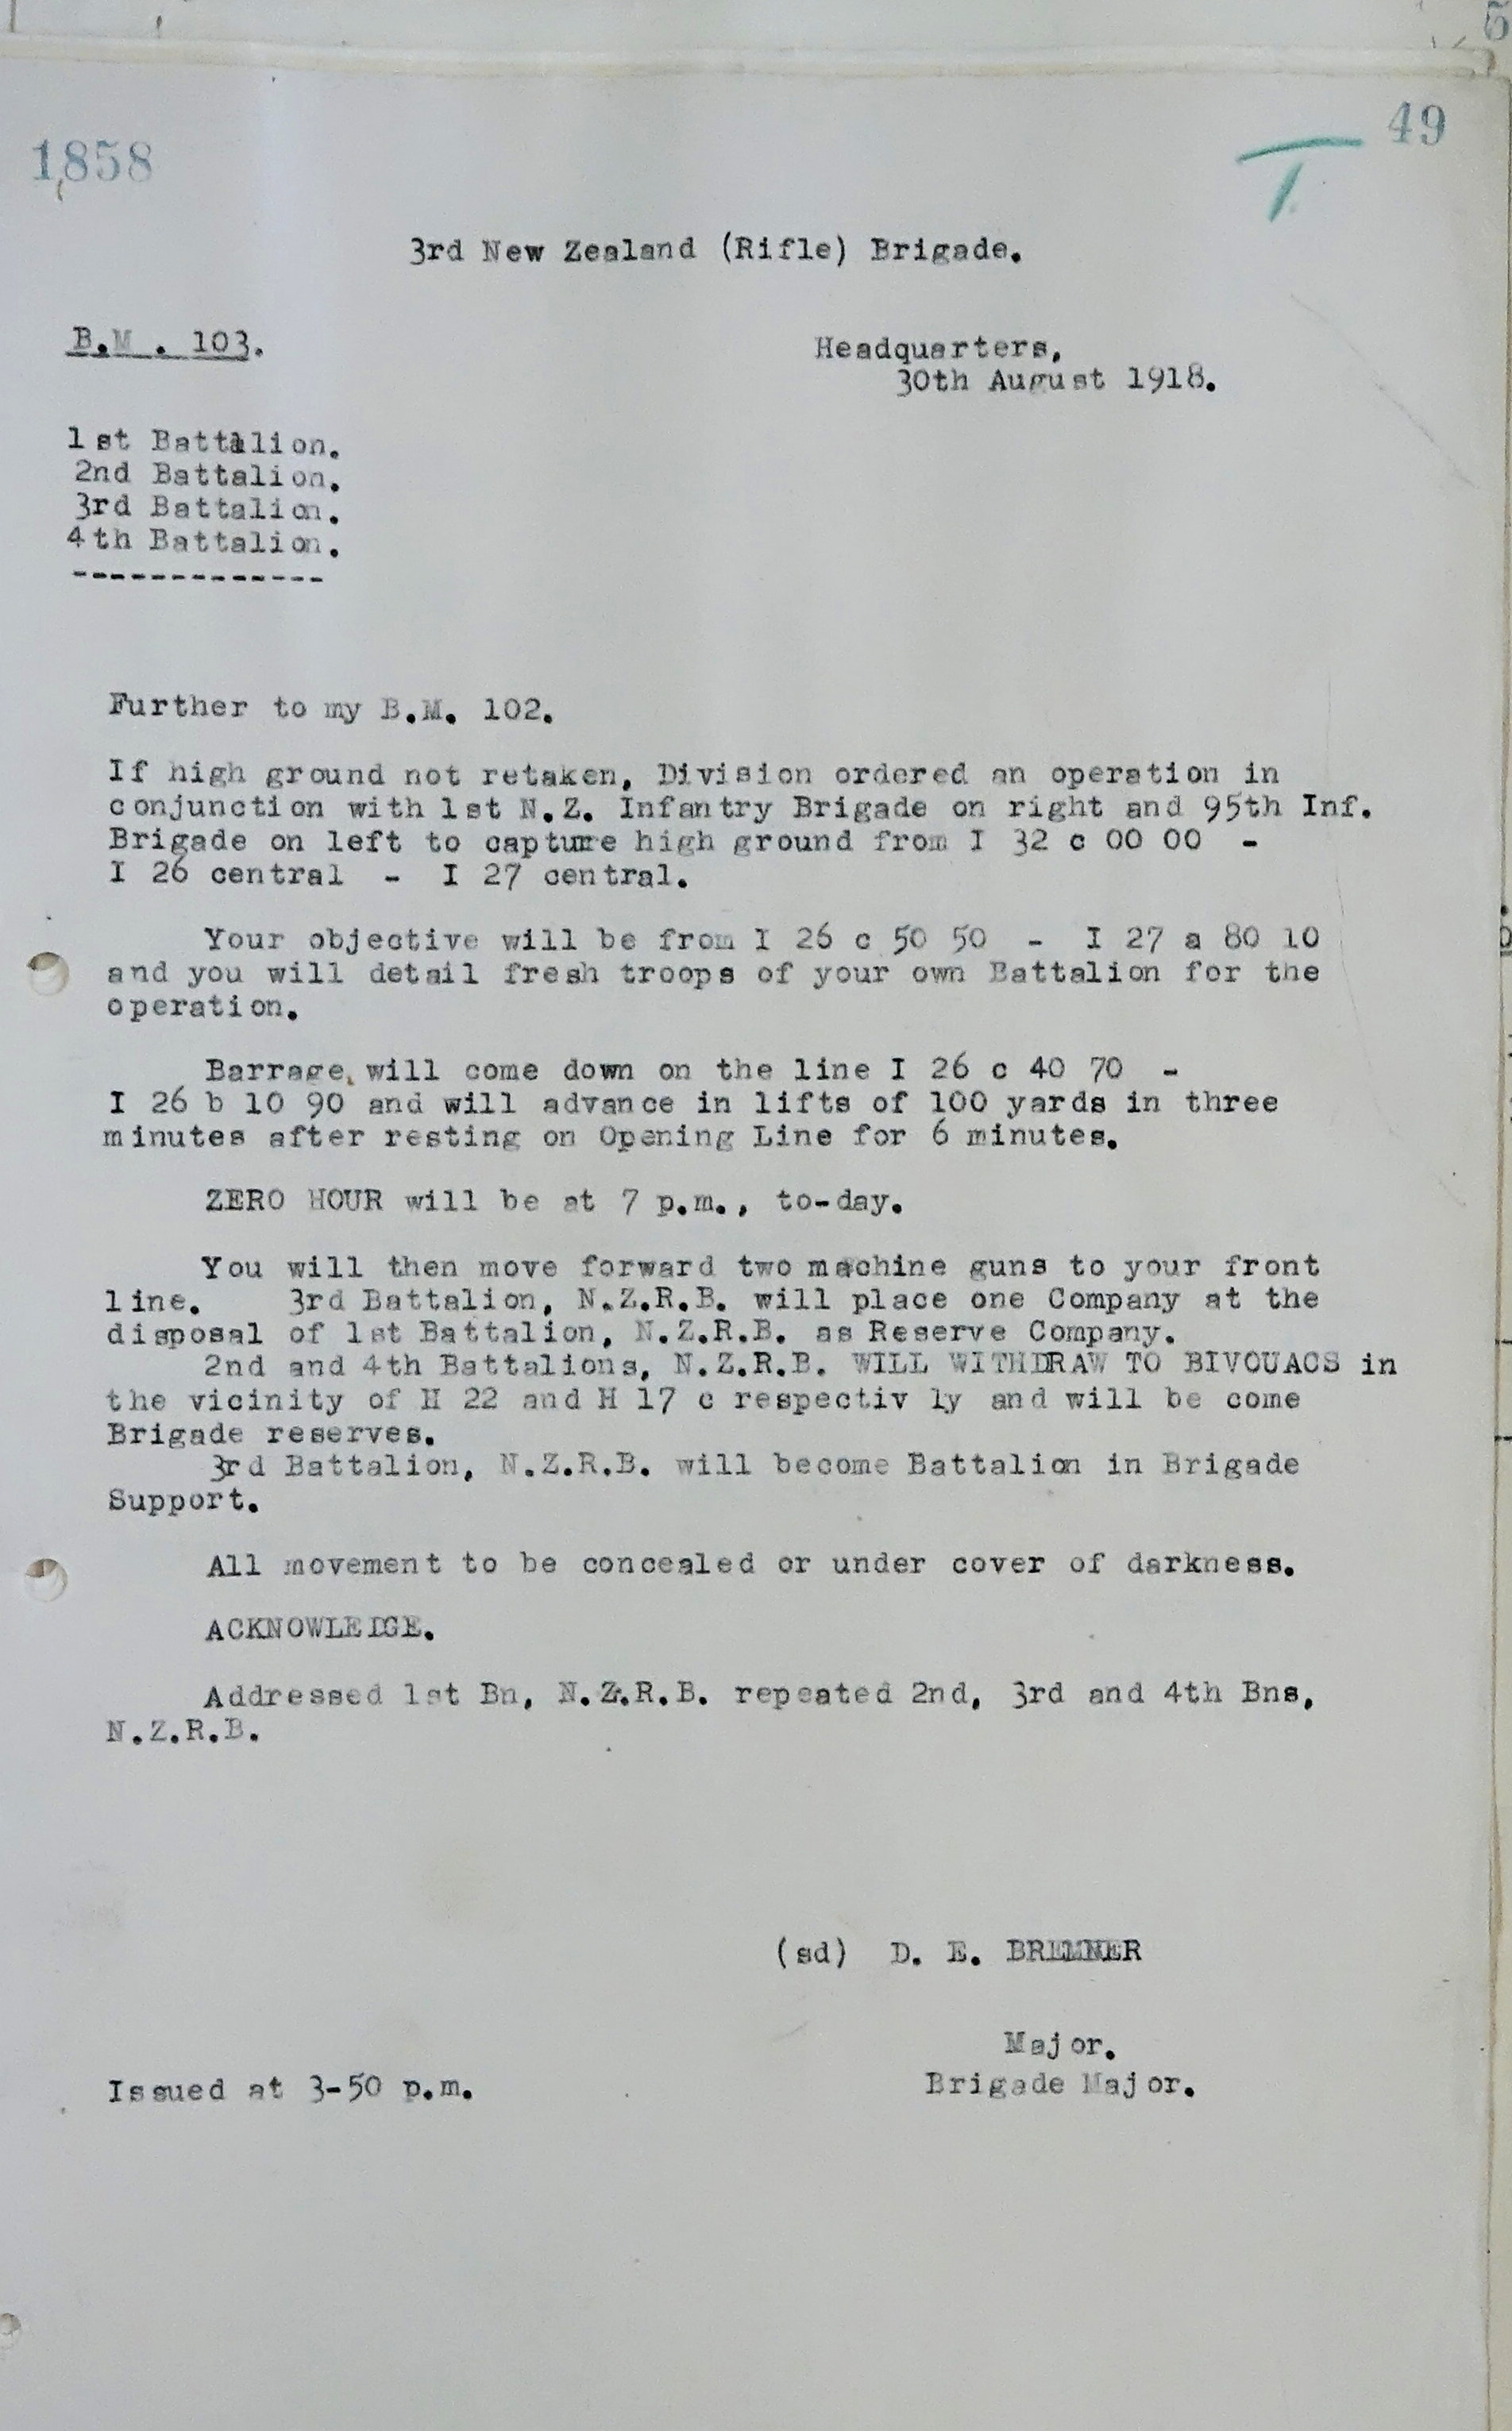 49
1858
T
3rd New Zealand (Rifle) Brigade.
B.M . 103.
Headquarters,
30th August 1918.
1st Battalion.
2nd Battalion.
3rd Battalion.
4th Battalion.
-------------
Further to my B.M. 102.
If high ground not retaken, Division ordered an operation in
conjunction with 1st N.Z. Infantry Brigade on right and 95th Inf.
Brigade on left to capture high ground from I 32 c 00 00 -
I 26 central - I 27 central.
Your objective will be from I 26 c 50 50 - I 27 a 80 10
and you will detail fresh troops of your own Battalion for the
operation.
Barrage will come down on the line I 26 c 40 70 -
I 26 b 10 90 and will advance in lifts of 100 yards in three
minutes after resting on Opening Line for 6 minutes.
ZERO HOUR will be at 7 p.m., to-day.
You will then move forward two machine guns to your front
line. 3rd Battalion, N.Z.R.B. will place one Company at the
disposal of 1st Battalion, N.Z.R.B. as Reserve Company.
2nd and 4th Battalions, N.Z.R.B. WILL WITHDRAW TO BIVOUACS in
the vicinity of H 22 and H 17 c respectiv ly and will be come
Brigade reserves.
3rd Battalion, N.Z.R.B. will become Battalion in Brigade
Support.
All movement to be concealed or under cover of darkness.
ACKNOWLEDGE.
Addressed 1st Bn, N.Z.R.B. repeated 2nd, 3rd and 4th Bns,
N.Z.R.B.
(sd) D. E. BREMNER
Major.
Issued at 3-50 p.m.
Brigade Major.